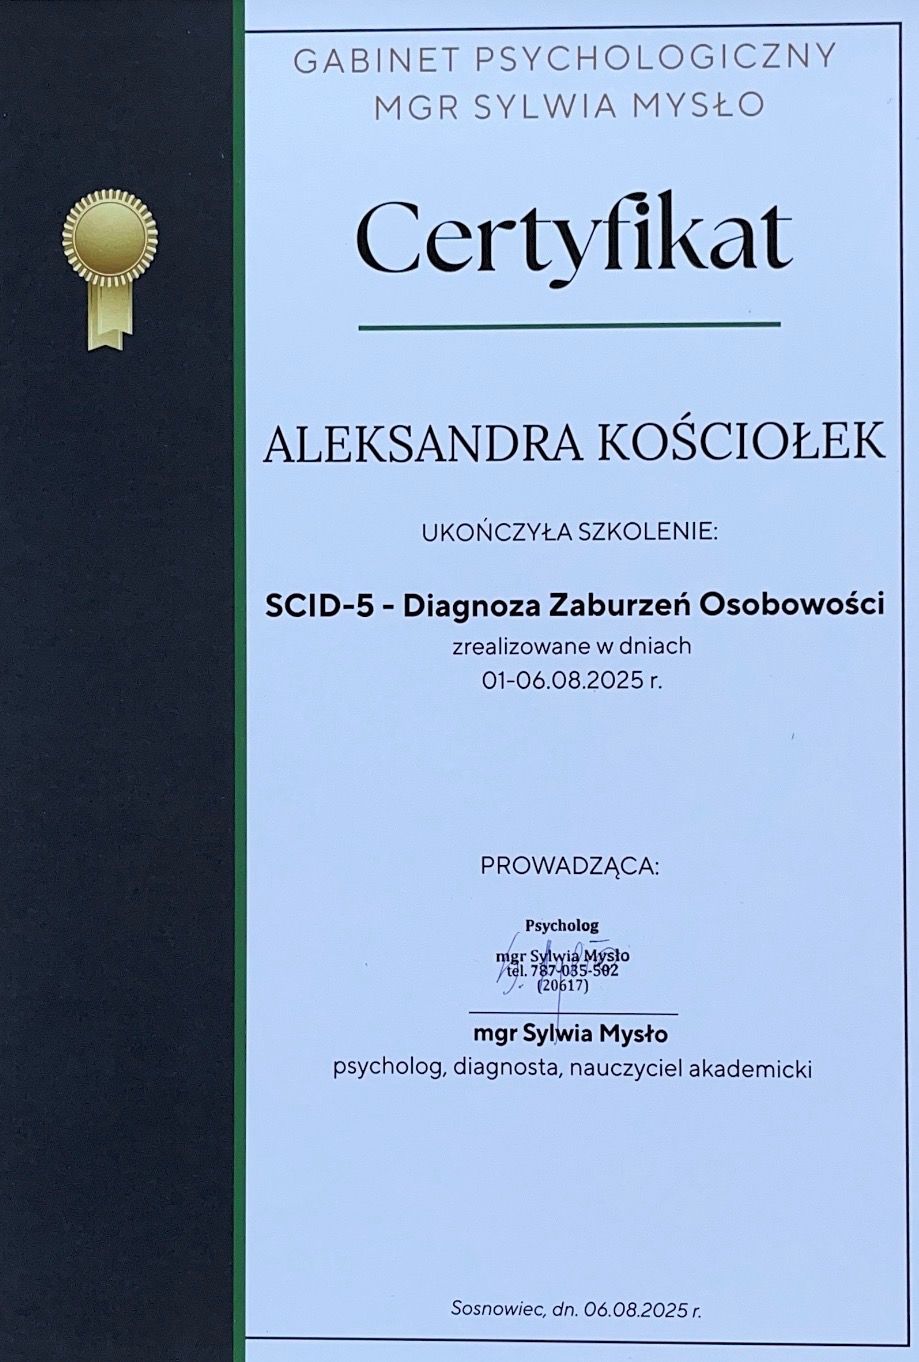 GABINET PSYCHOLOGICZNY
MGR SYLWIA MYSŁO
Certyfikat
ALEKSANDRA KOŚCIOŁEK
UKOŃCZYŁA SZKOLENIE:
SCID-5 - Diagnoza Zaburzeń Osobowości
zrealizowane w dniach
01-06.08.2025 r.
PROWADZĄCA:
Psycholog
mgr Sylwia Mysło
tel. 787-035-502
(20617)
mgr Sylwia Mysło
psycholog, diagnosta, nauczyciel akademicki
Sosnowiec, dn. 06.08.2025 r.